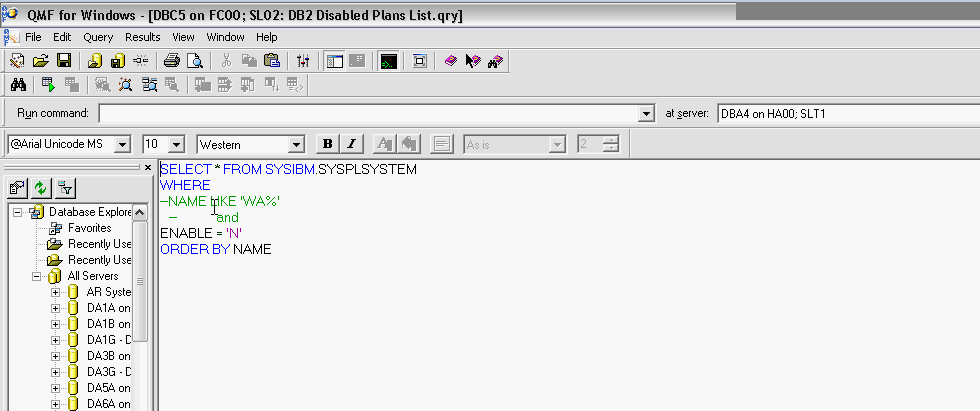 QMF for Windows - [DBC5 on FC00; SL02: DB2 Disabled Plans List.qry]
File Edit Query Results View Window Help
Run command: at server: DBA4 on HA00; SLT1
@Arial Unicode MS 10 Western B I A As is 2
SELECT * FROM SYSIBM.SYSPLSYSTEM
WHERE
--NAME LIKE 'WA%'
-- and
ENABLE = 'N'
ORDER BY NAME
Database Explore
Favorites
Recently Use
Recently Use
All Servers
AR Syste
DA1A on
DA1B on
DA1G - D
DA3B on
DA3G - D
DA5A on
DA6A on